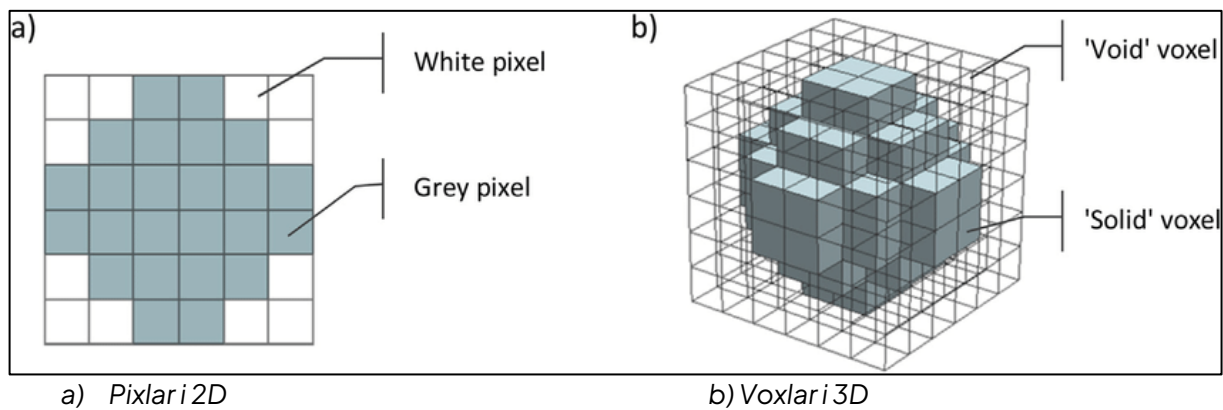 a)
White pixel
Grey pixel
b)
'Void' voxel
'Solid' voxel
a) Pixlar i 2D
b) Voxlar i 3D